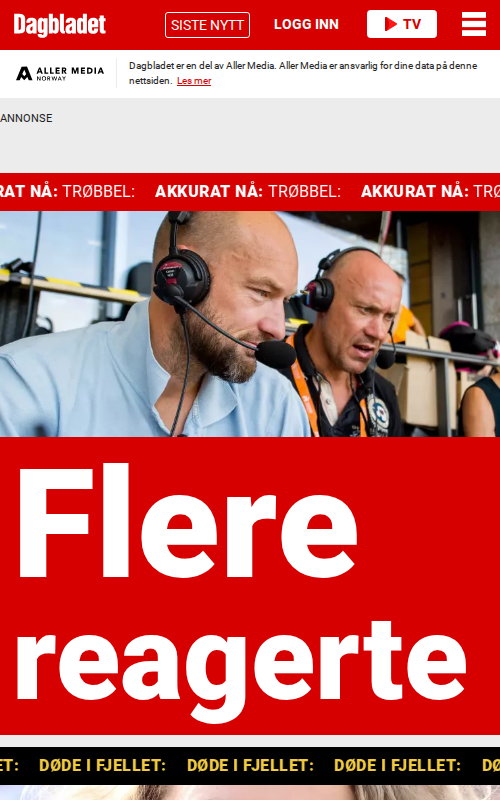 Dagbladet
SISTE NYTT
LOGG INN
TV
ALLER MEDIA
NORWAY
Dagbladet er en del av Aller Media. Aller Media er ansvarlig for dine data på denne
nettsiden. Les mer
ANNONSE
RAT NÅ: TRØBBEL: AKKURAT NÅ: TRØBBEL: AKKURAT NÅ: TRØ
Flere
reagerte
ET: DØDE I FJELLET: DØDE I FJELLET: DØDE I FJELLET: DØ